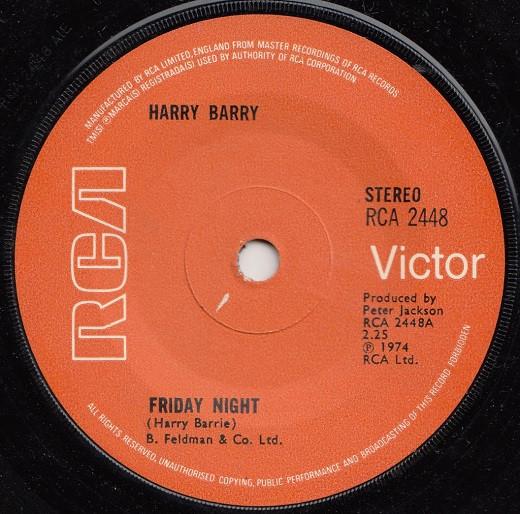 MANUFACTURED BY RCA LIMITED, ENGLAND FROM MASTER RECORDINGS OF RCA RECORDS
TM(S) ® MARCA(S) REGISTRADA(S) USED BY AUTHORITY OF RCA CORPORATION
HARRY BARRY
RCA
STEREO
RCA 2448
Victor
Produced by
Peter Jackson
RCA 2448A
2.25
℗ 1974
RCA Ltd.
FRIDAY NIGHT
(Harry Barrie)
B. Feldman & Co. Ltd.
ALL RIGHTS RESERVED, UNAUTHORISED COPYING, PUBLIC PERFORMANCE AND BROADCASTING OF THIS RECORD FORBIDDEN